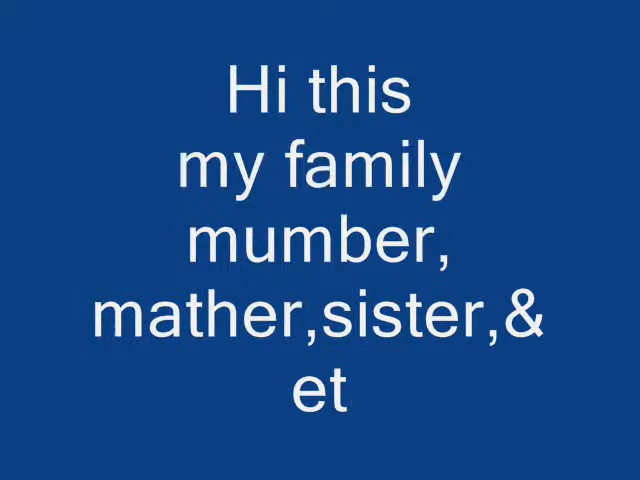 Hi this
my family
mumber,
mather,sister,&
et